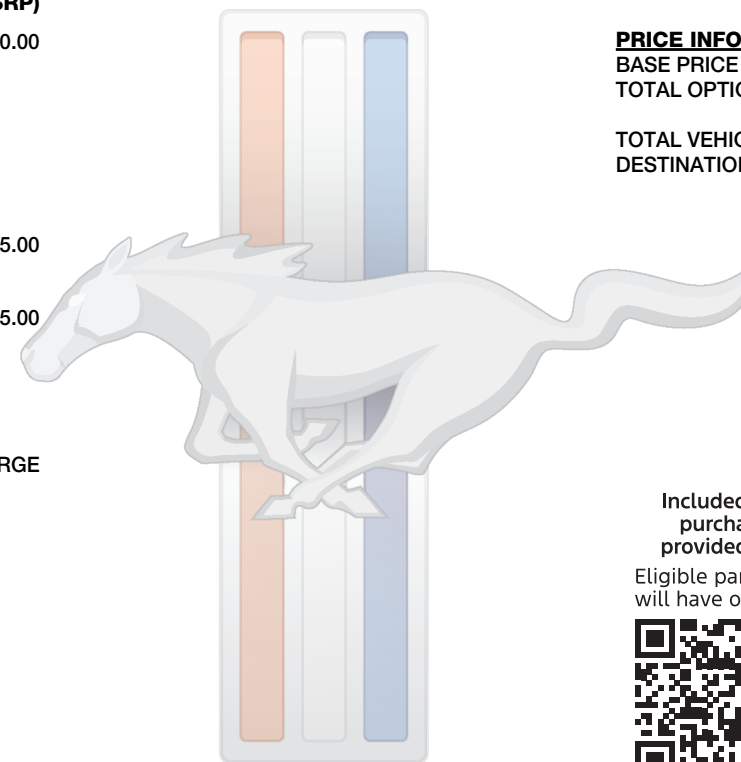 SRP)
0.00
5.00
5.00
RGE
PRICE INFO
BASE PRICE
TOTAL OPTIO
TOTAL VEHIC
DESTINATION
Included
purcha
provided
Eligible par
will have o